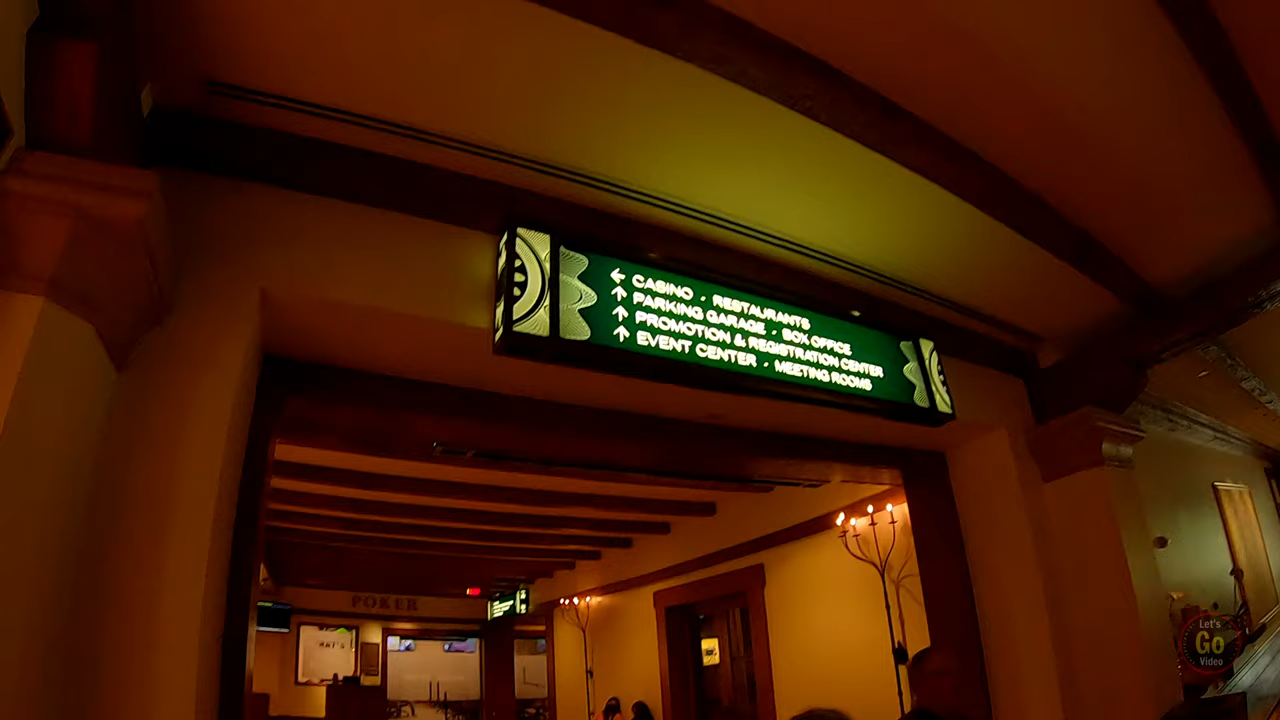 ← CASINO · RESTAURANTS
↑ PARKING GARAGE · BOX OFFICE
↑ PROMOTION & REGISTRATION CENTER
↑ EVENT CENTER · MEETING ROOMS
POKER
Let's
Go
Video